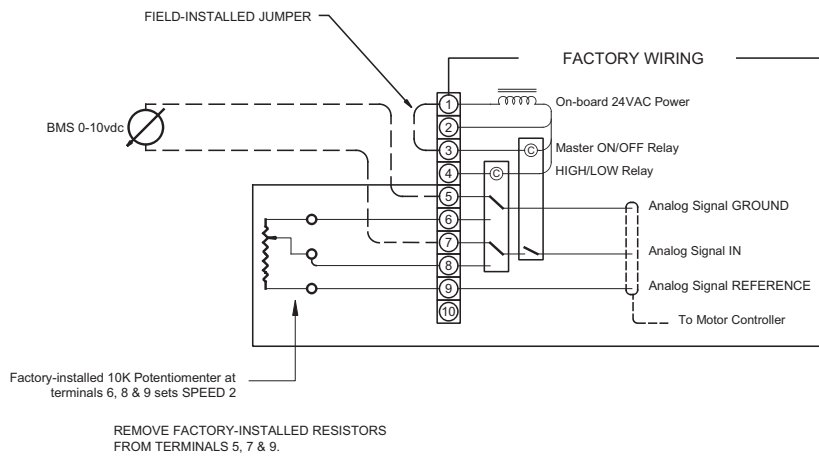 FIELD-INSTALLED JUMPER
FACTORY WIRING
BMS 0-10vdc
1
On-board 24VAC Power
2
3
Master ON/OFF Relay
C
4
HIGH/LOW Relay
C
5
Analog Signal GROUND
6
7
Analog Signal IN
8
9
Analog Signal REFERENCE
10
To Motor Controller
Factory-installed 10K Potentiomenter at
terminals 6, 8 & 9 sets SPEED 2
REMOVE FACTORY-INSTALLED RESISTORS
FROM TERMINALS 5, 7 & 9.